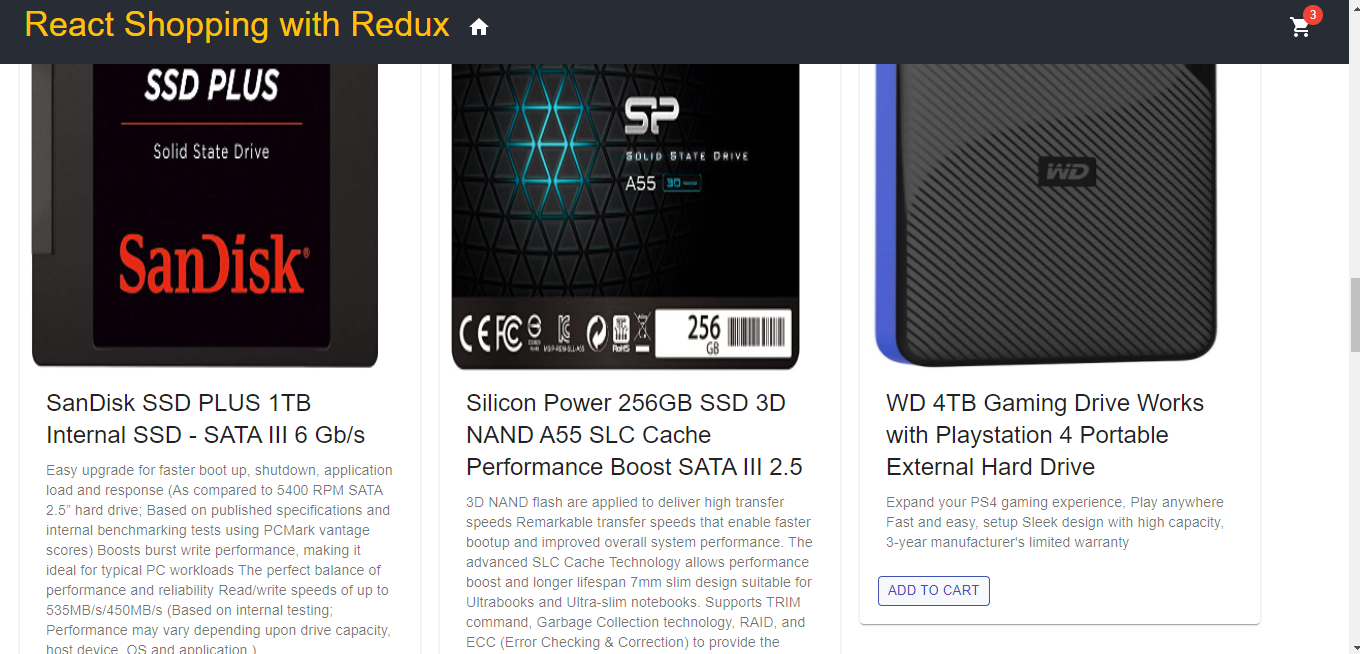 React Shopping with Redux
3
SSD PLUS
Solid State Drive
SanDisk®
SP
SOLID STATE DRIVE
A55 3D
CE FC
RoHS
256
GB
WD
SanDisk SSD PLUS 1TB
Internal SSD - SATA III 6 Gb/s
Easy upgrade for faster boot up, shutdown, application
load and response (As compared to 5400 RPM SATA
2.5” hard drive; Based on published specifications and
internal benchmarking tests using PCMark vantage
scores) Boosts burst write performance, making it
ideal for typical PC workloads The perfect balance of
performance and reliability Read/write speeds of up to
535MB/s/450MB/s (Based on internal testing;
Performance may vary depending upon drive capacity,
host device, OS and application.)
Silicon Power 256GB SSD 3D
NAND A55 SLC Cache
Performance Boost SATA III 2.5
3D NAND flash are applied to deliver high transfer
speeds Remarkable transfer speeds that enable faster
bootup and improved overall system performance. The
advanced SLC Cache Technology allows performance
boost and longer lifespan 7mm slim design suitable for
Ultrabooks and Ultra-slim notebooks. Supports TRIM
command, Garbage Collection technology, RAID, and
ECC (Error Checking & Correction) to provide the
WD 4TB Gaming Drive Works
with Playstation 4 Portable
External Hard Drive
Expand your PS4 gaming experience, Play anywhere
Fast and easy, setup Sleek design with high capacity,
3-year manufacturer's limited warranty
ADD TO CART